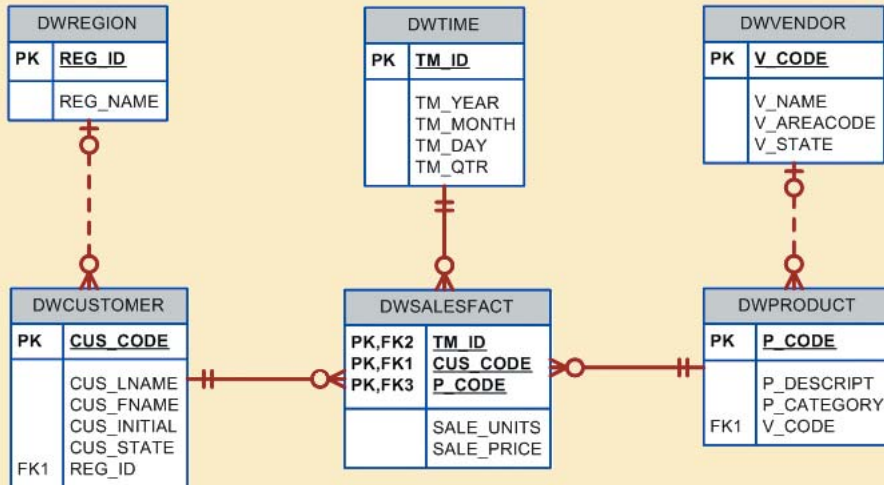 DWREGION
PK REG_ID
REG_NAME
DWTIME
PK TM_ID
TM_YEAR
TM_MONTH
TM_DAY
TM_QTR
DWVENDOR
PK V_CODE
V_NAME
V_AREACODE
V_STATE
DWCUSTOMER
PK CUS_CODE
CUS_LNAME
CUS_FNAME
CUS_INITIAL
CUS_STATE
FK1 REG_ID
DWSALESFACT
PK,FK2 TM_ID
PK,FK1 CUS_CODE
PK,FK3 P_CODE
SALE_UNITS
SALE_PRICE
DWPRODUCT
PK P_CODE
P_DESCRIPT
P_CATEGORY
FK1 V_CODE